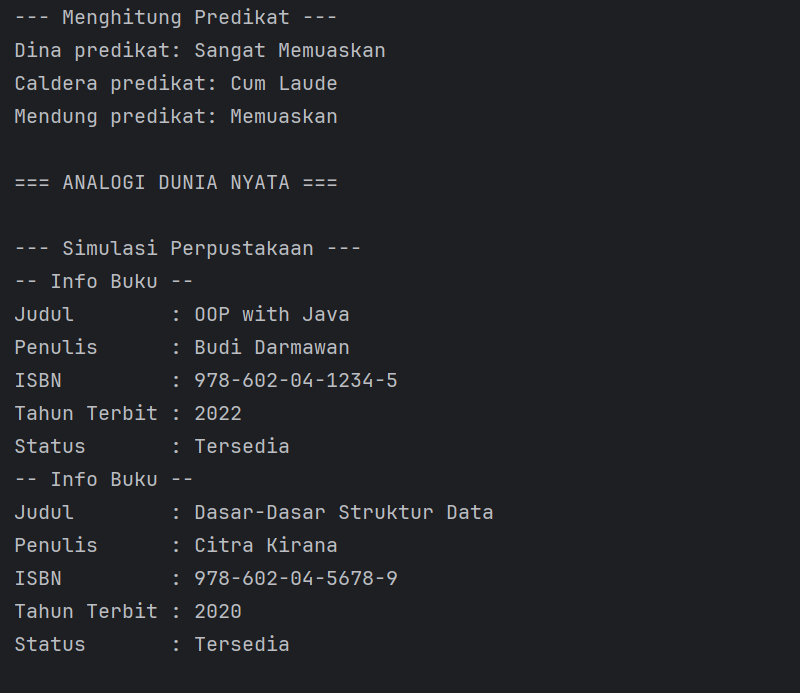 --- Menghitung Predikat ---
Dina predikat: Sangat Memuaskan
Caldera predikat: Cum Laude
Mendung predikat: Memuaskan
=== ANALOGI DUNIA NYATA ===
--- Simulasi Perpustakaan ---
-- Info Buku --
Judul        : OOP with Java
Penulis      : Budi Darmawan
ISBN         : 978-602-04-1234-5
Tahun Terbit : 2022
Status       : Tersedia
-- Info Buku --
Judul        : Dasar-Dasar Struktur Data
Penulis      : Citra Kirana
ISBN         : 978-602-04-5678-9
Tahun Terbit : 2020
Status       : Tersedia